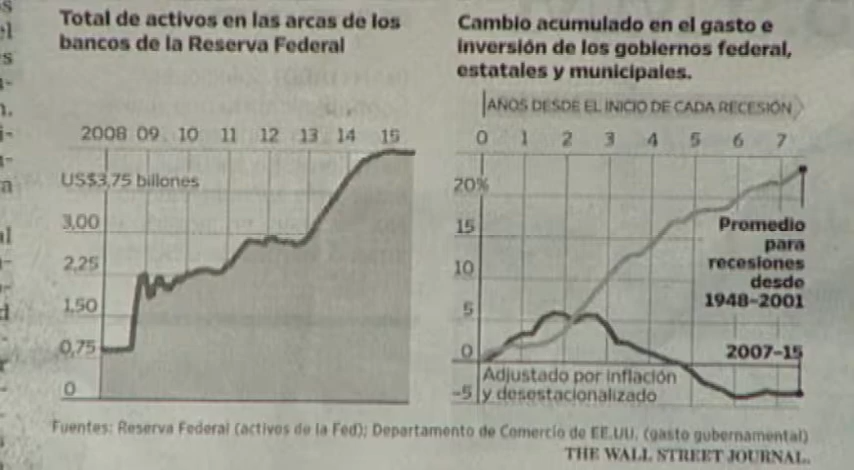 Total de activos en las arcas de los
bancos de la Reserva Federal
2008 09 10 11 12 13 14 15
US$3,75 billones
3,00
2,25
1,50
0,75
0
Cambio acumulado en el gasto e
inversión de los gobiernos federal,
estatales y municipales.
AÑOS DESDE EL INICIO DE CADA RECESIÓN
0 1 2 3 4 5 6 7
20%
15
10
5
0
-5
Promedio
para
recesiones
desde
1948-2001
2007-15
Adjustado por inflación
y desestacionalizado
Fuentes: Reserva Federal (activos de la Fed); Departamento de Comercio de EE.UU. (gasto gubernamental)
THE WALL STREET JOURNAL.